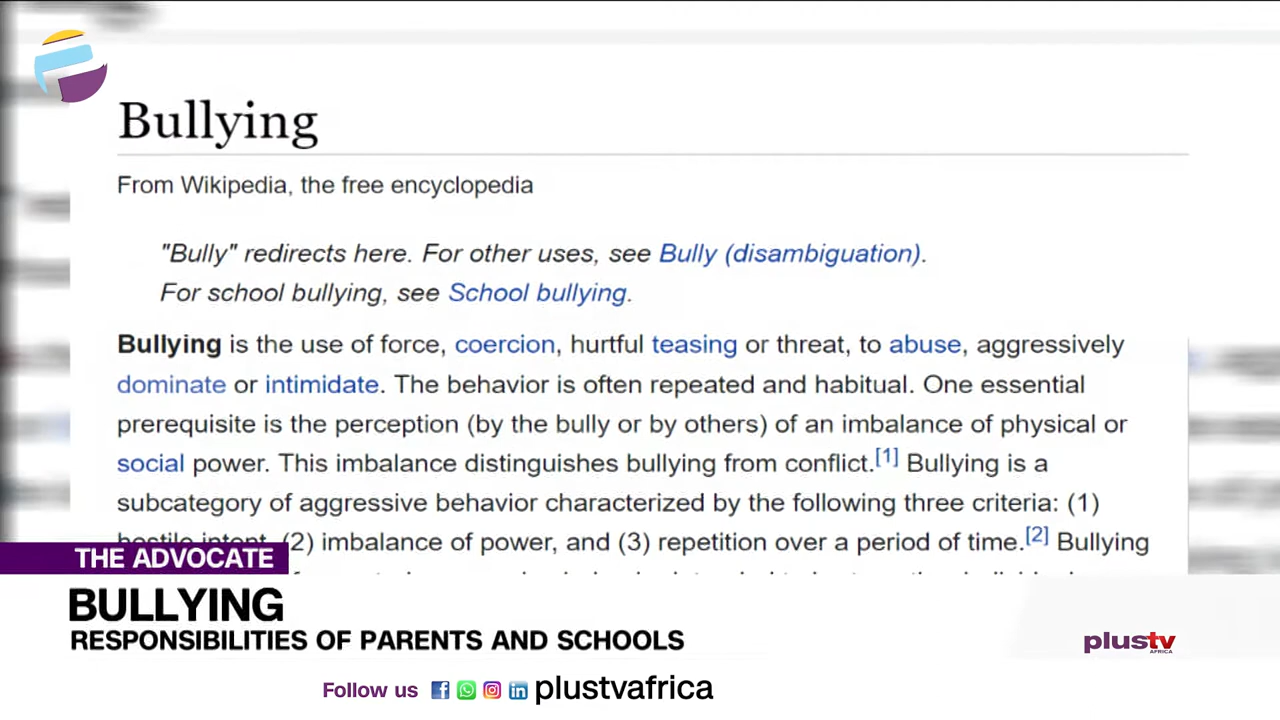 Bullying
From Wikipedia, the free encyclopedia
"Bully" redirects here. For other uses, see Bully (disambiguation).
For school bullying, see School bullying.
Bullying is the use of force, coercion, hurtful teasing or threat, to abuse, aggressively
dominate or intimidate. The behavior is often repeated and habitual. One essential
prerequisite is the perception (by the bully or by others) of an imbalance of physical or
social power. This imbalance distinguishes bullying from conflict.[1] Bullying is a
subcategory of aggressive behavior characterized by the following three criteria: (1)
hostile intent, (2) imbalance of power, and (3) repetition over a period of time.[2] Bullying
THE ADVOCATE
BULLYING
RESPONSIBILITIES OF PARENTS AND SCHOOLS
plustv
AFRICA
Follow us plustvafrica